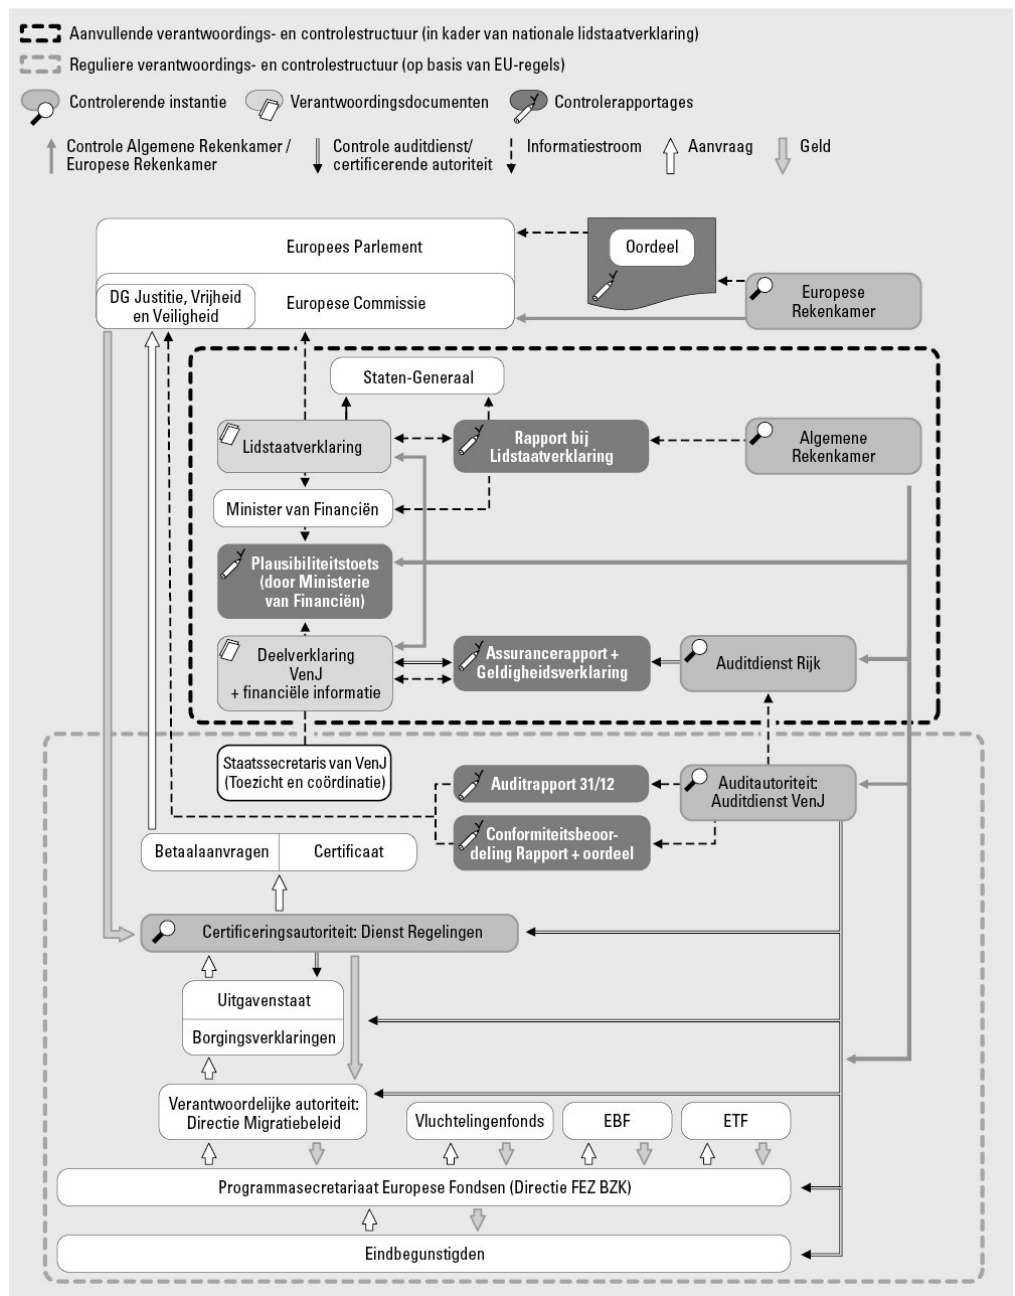 Aanvullende verantwoordings- en controlestructuur (in kader van nationale lidstaatverklaring)
Reguliere verantwoordings- en controlestructuur (op basis van EU-regels)
Controlerende instantie
Verantwoordingsdocumenten
Controlerapportages
Controle Algemene Rekenkamer /
Europese Rekenkamer
Controle auditdienst/
certificerende autoriteit
Informatiestroom
Aanvraag
Geld
Europees Parlement
Oordeel
DG Justitie, Vrijheid
en Veiligheid
Europese Commissie
Europese
Rekenkamer
Staten-Generaal
Lidstaatverklaring
Rapport bij
Lidstaatverklaring
Algemene
Rekenkamer
Minister van Financiën
Plausibiliteitstoets
(door Ministerie
van Financiën)
Deelverklaring
VenJ
+ financiële informatie
Assurancerapport +
Geldigheidsverklaring
Auditdienst Rijk
Staatssecretaris van VenJ
(Toezicht en coördinatie)
Auditrapport 31/12
Auditautoriteit:
Auditdienst VenJ
Conformiteitsbeoor-
deling Rapport + oordeel
Betaalaanvragen
Certificaat
Certificeringsautoriteit: Dienst Regelingen
Uitgavenstaat
Borgingsverklaringen
Verantwoordelijke autoriteit:
Directie Migratiebeleid
Vluchtelingenfonds
EBF
ETF
Programmasecretariaat Europese Fondsen (Directie FEZ BZK)
Eindbegunstigden